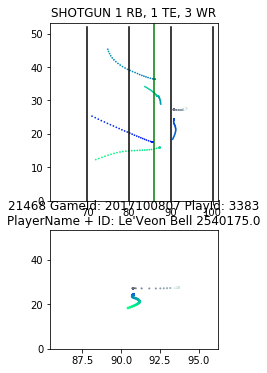 SHOTGUN 1 RB, 1 TE, 3 WR
50
40
30
20
10
0
70 80 90 100
21468 GameId: 2017100807 PlayId: 3383
PlayerName + ID: Le'Veon Bell 2540175.0
40
20
0
87.5 90.0 92.5 95.0